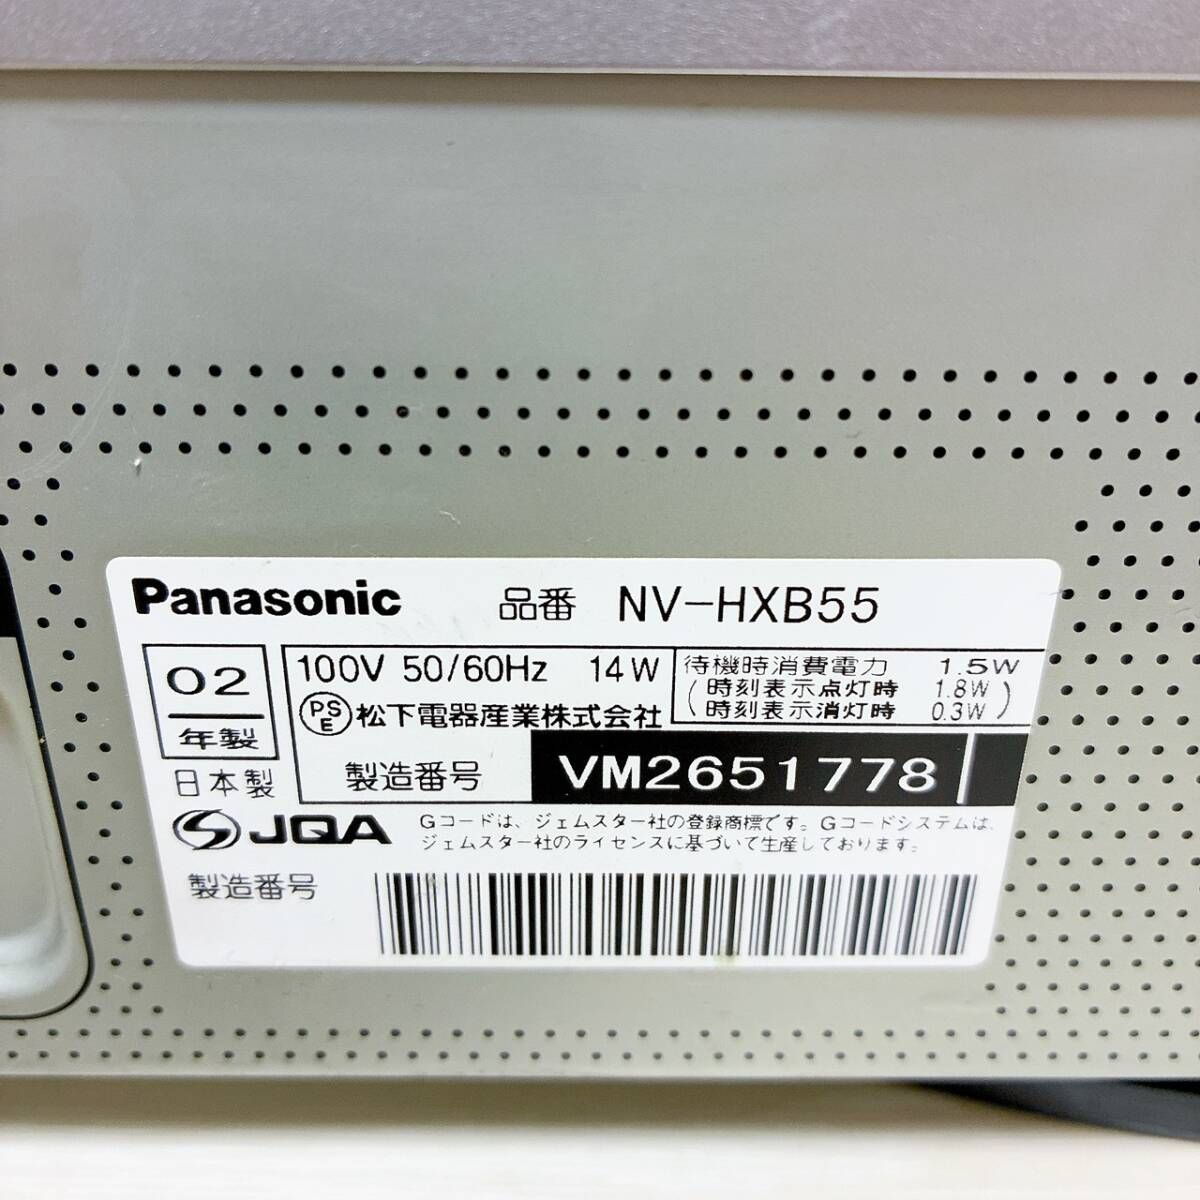 Panasonic 品番 NV-HXB55
02
年製
日本製
100V 50/60Hz 14W
PSE 松下電器産業株式会社
待機時消費電力 1.5W
(時刻表示点灯時 1.8W
時刻表示消灯時 0.3W)
製造番号 VM2651778
JQA
Gコードは、ジェムスター社の登録商標です。Gコードシステムは、
ジェムスター社のライセンスに基づいて生産しております。
製造番号